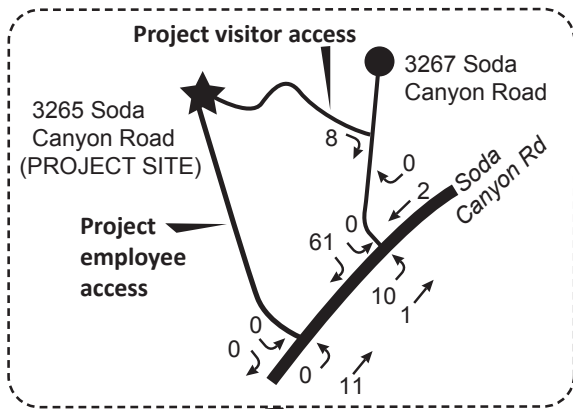 Project visitor access
3267 Soda
Canyon Road
3265 Soda
Canyon Road
(PROJECT SITE)
8
0
2
Soda
Canyon Rd
0
61
Project
employee
access
10
1
0
0
0
11